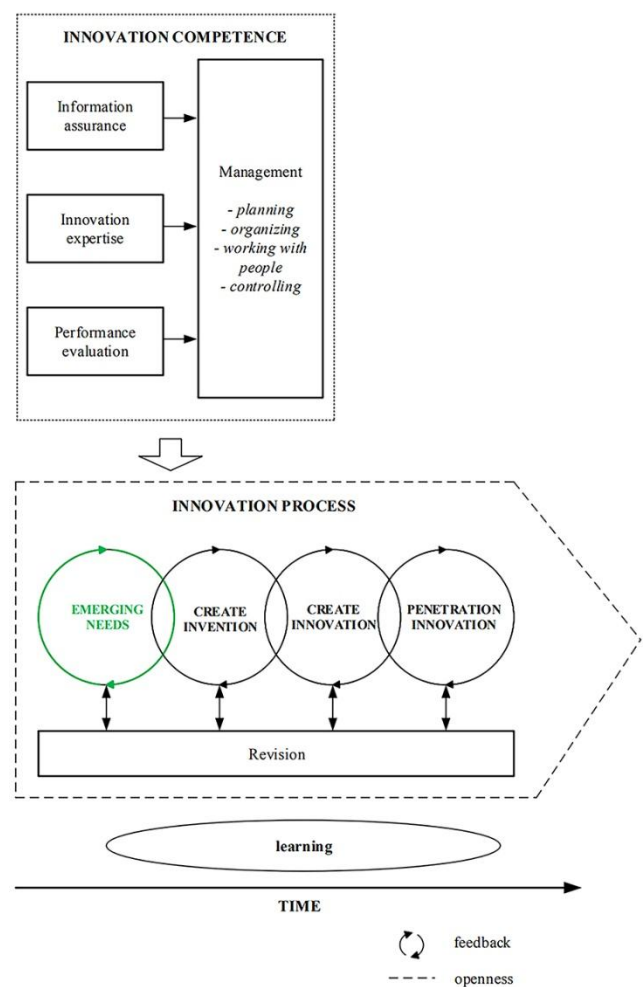 INNOVATION COMPETENCE
Information
assurance
Innovation
expertise
Performance
evaluation
Management
- planning
- organizing
- working with
people
- controlling
INNOVATION PROCESS
EMERGING
NEEDS
CREATE
INVENTION
CREATE
INNOVATION
PENETRATION
INNOVATION
Revision
learning
TIME
feedback
openness